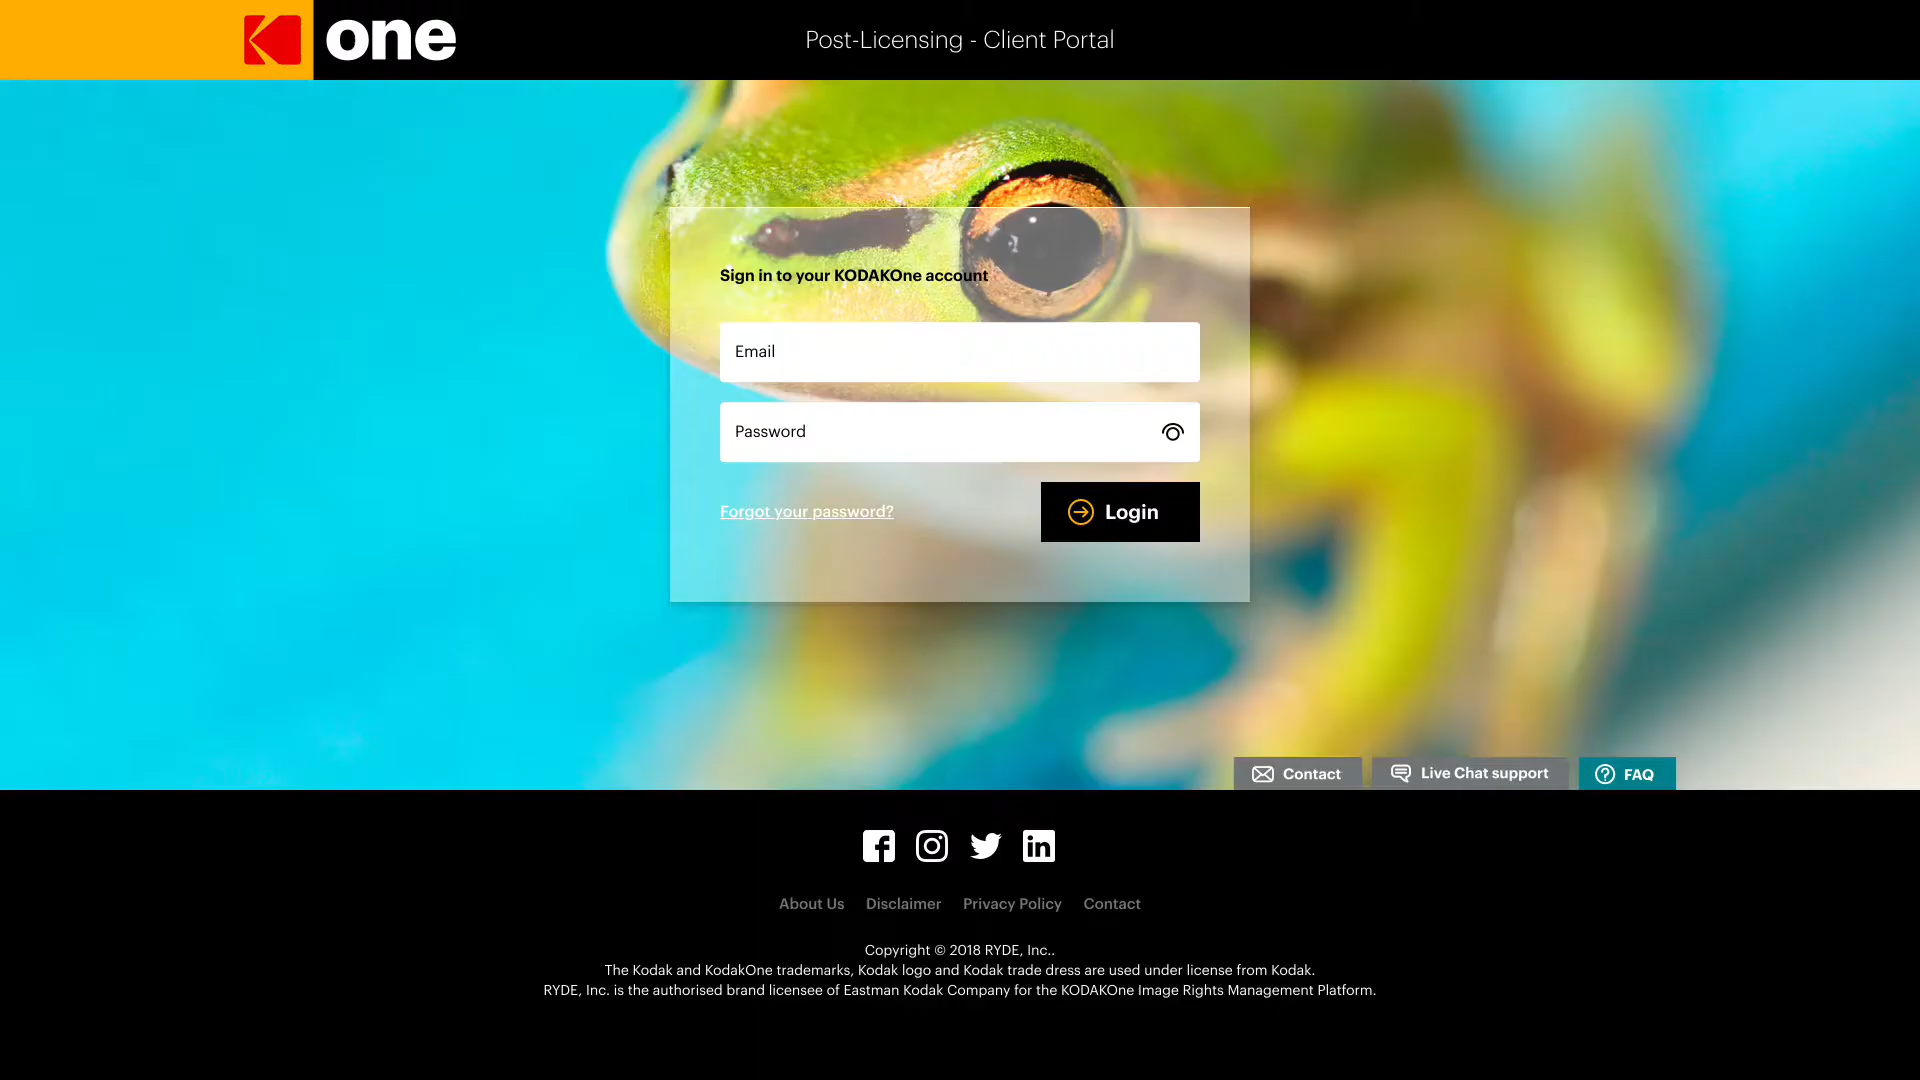 one
Post-Licensing - Client Portal
Sign in to your KODAKOne account
Email
Password
Forgot your password?
Login
Contact
Live Chat support
FAQ
About Us Disclaimer Privacy Policy Contact
Copyright © 2018 RYDE, Inc..
The Kodak and KodakOne trademarks, Kodak logo and Kodak trade dress are used under license from Kodak.
RYDE, Inc. is the authorised brand licensee of Eastman Kodak Company for the KODAKOne Image Rights Management Platform.